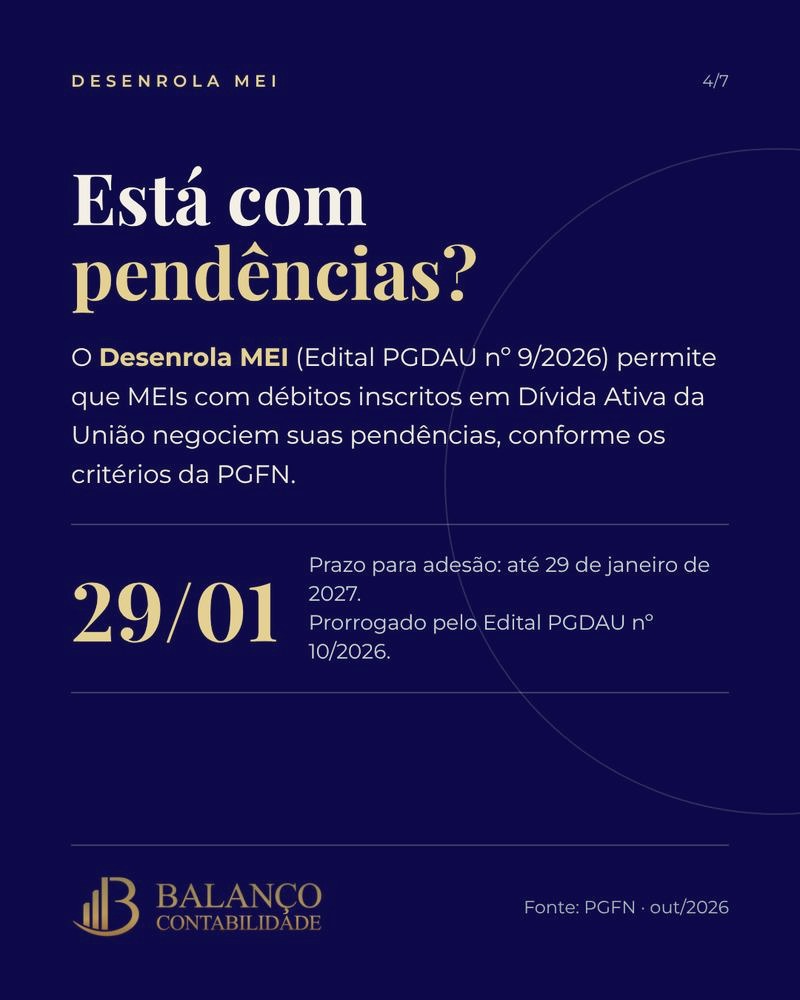 DESENROLA MEI
4/7
Está com
pendências?
O Desenrola MEI (Edital PGDAU nº 9/2026) permite
que MEIs com débitos inscritos em Dívida Ativa da
União negociem suas pendências, conforme os
critérios da PGFN.
29/01
Prazo para adesão: até 29 de janeiro de
2027.
Prorrogado pelo Edital PGDAU nº
10/2026.
BALANÇO
CONTABILIDADE
Fonte: PGFN · out/2026